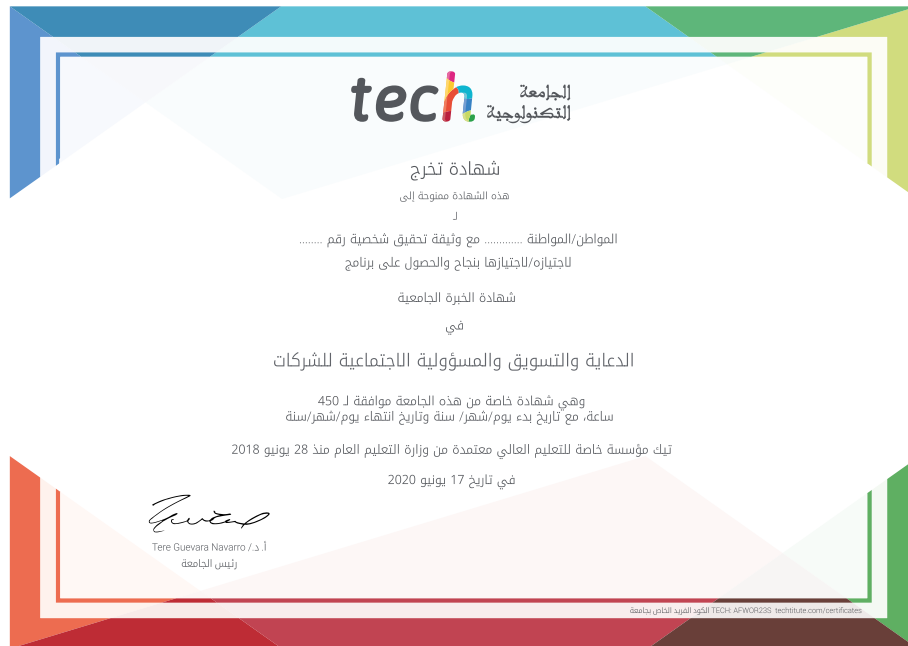 tech الجامعة
التكنولوجية
شهادة تخرج
هذه الشهادة ممنوحة إلى
لـ
المواطن/المواطنة ............ مع وثيقة تحقيق شخصية رقم ........
لاجتيازه/لاجتيازها بنجاح والحصول على برنامج
شهادة الخبرة الجامعية
في
الدعاية والتسويق والمسؤولية الاجتماعية للشركات
وهي شهادة خاصة من هذه الجامعة موافقة لـ 450
ساعة، مع تاريخ بدء يوم/شهر/ سنة وتاريخ انتهاء يوم/شهر/سنة
تيك مؤسسة خاصة للتعليم العالي معتمدة من وزارة التعليم العام منذ 28 يونيو 2018
في تاريخ 17 يونيو 2020
أ. د./ Tere Guevara Navarro
رئيس الجامعة
الكود الفريد الخاص بجامعة TECH: AFWOR23S techtitute.com/certificates